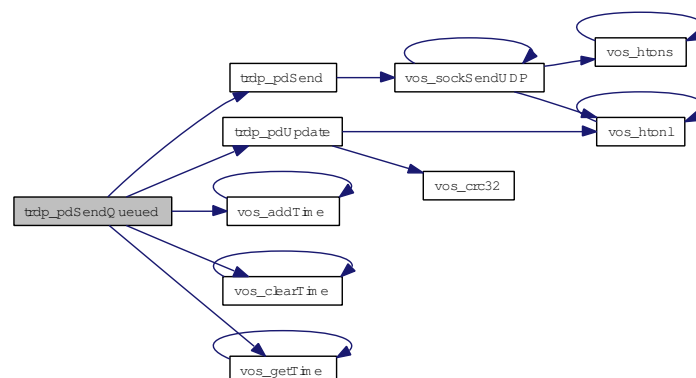 vos_htons
trdp_pdSend
vos_sockSendUDP
trdp_pdUpdate
vos_htonl
vos_crc32
trdp_pdSendQueued
vos_addTime
vos_clearTime
vos_getTime